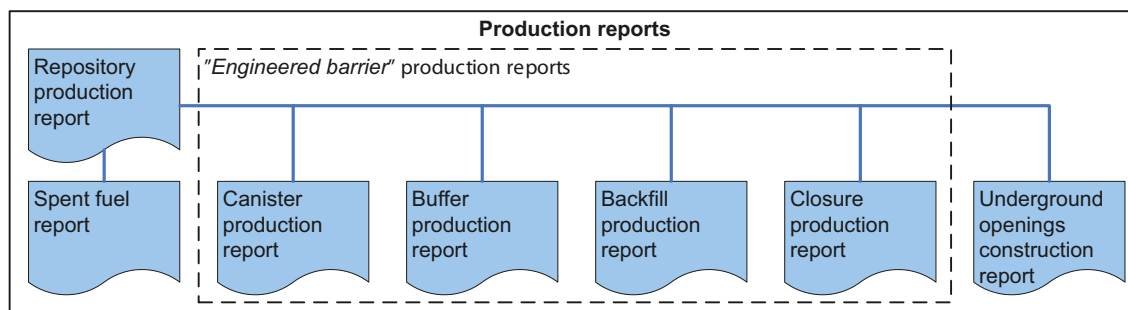 Production reports
Repository
production
report
"Engineered barrier" production reports
Spent fuel
report
Canister
production
report
Buffer
production
report
Backfill
production
report
Closure
production
report
Underground
openings
construction
report